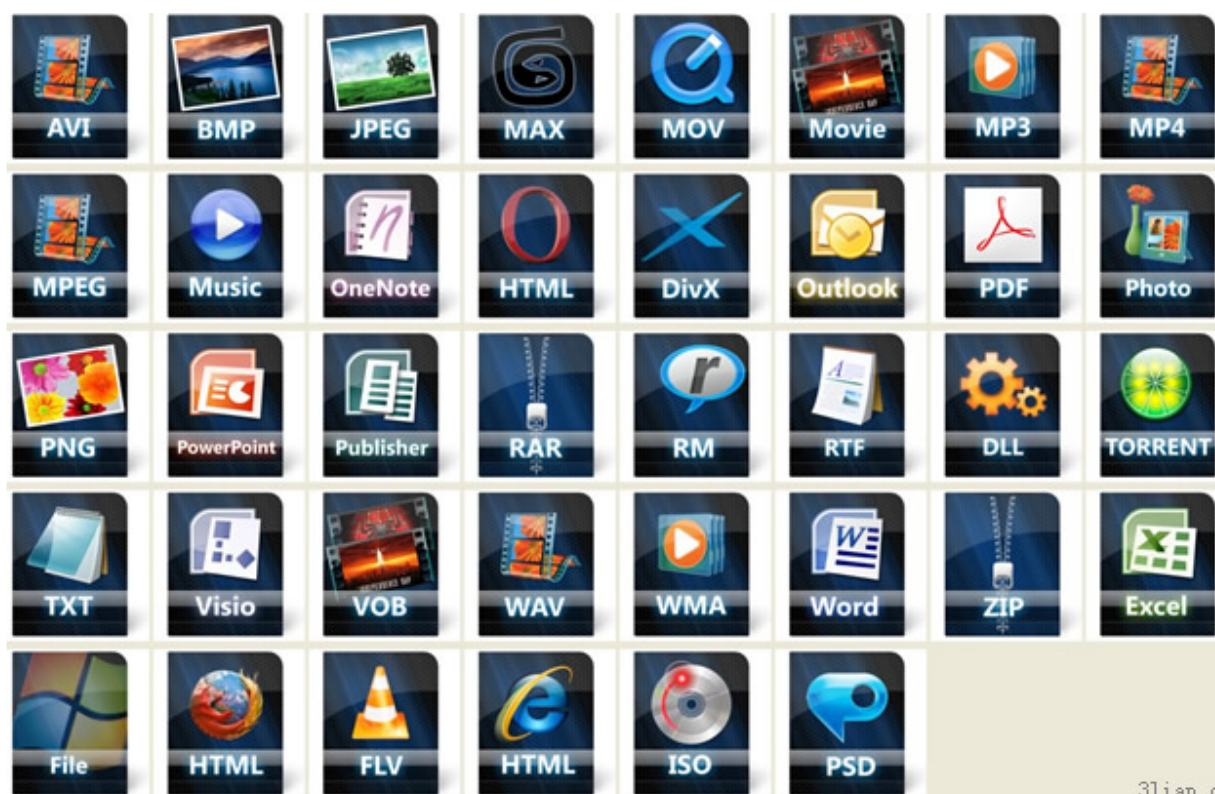 AVI BMP JPEG MAX MOV Movie MP3 MP4
MPEG Music OneNote HTML DivX Outlook PDF Photo
PNG PowerPoint Publisher RAR RM RTF DLL TORRENT
TXT Visio VOB WAV WMA Word ZIP Excel
File HTML FLV HTML ISO PSD